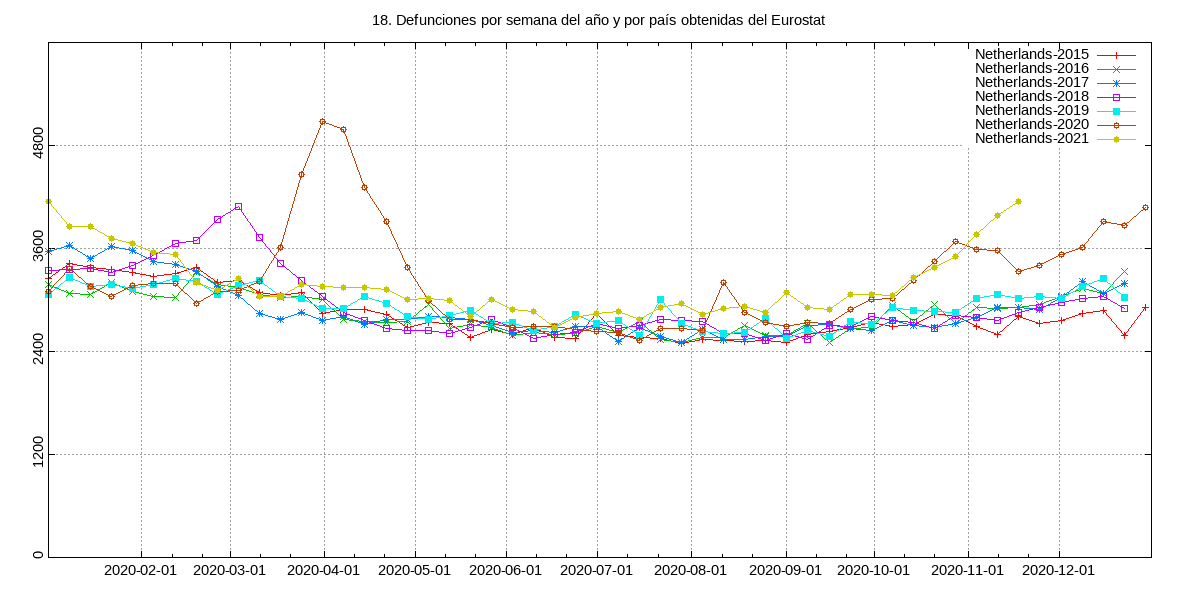 18. Defunciones por semana del año y por país obtenidas del Eurostat
Netherlands-2015
Netherlands-2016
Netherlands-2017
Netherlands-2018
Netherlands-2019
Netherlands-2020
Netherlands-2021
4800
3600
2400
1200
0
2020-02-01 2020-03-01 2020-04-01 2020-05-01 2020-06-01 2020-07-01 2020-08-01 2020-09-01 2020-10-01 2020-11-01 2020-12-01